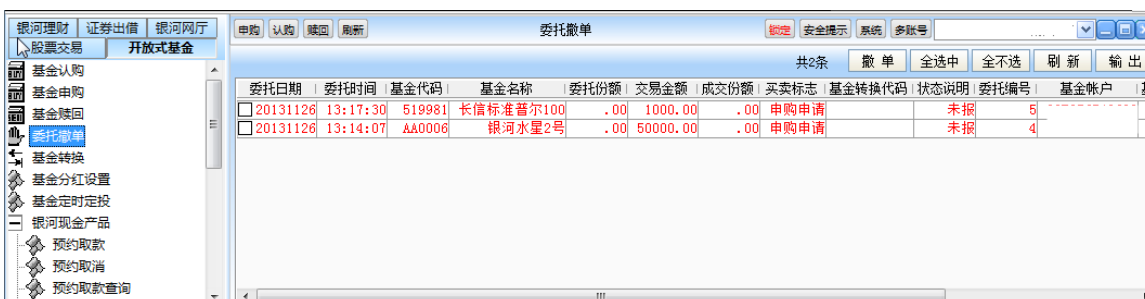 银河理财 证券出借 银河网厅 申购 认购 赎回 刷新 委托撤单 锁定 安全提示 系统 多账号
股票交易 开放式基金
共2条 撤 单 全选中 全不选 刷 新 输 出
基金认购
基金申购
基金赎回
委托撤单
基金转换
基金分红设置
基金定时定投
银河现金产品
预约取款
预约取消
预约取款查询
委托日期 委托时间 基金代码 基金名称 委托份额 交易金额 成交份额 买卖标志 基金转换代码 状态说明 委托编号 基金帐户
20131126 13:17:30 519981 长信标准普尔100 .00 1000.00 .00 申购申请 未报 5
20131126 13:14:07 AA0006 银河水星2号 .00 50000.00 .00 申购申请 未报 4